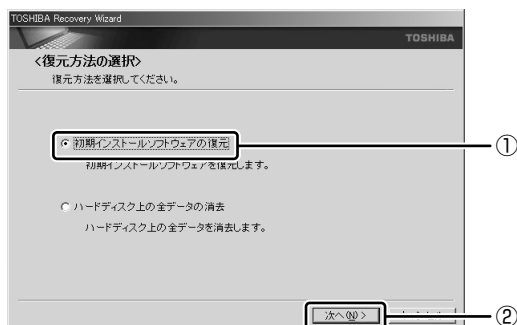 TOSHIBA Recovery Wizard
TOSHIBA
<復元方法の選択>
復元方法を選択してください。
初期インストールソフトウェアの復元
①
初期インストールソフトウェアを復元します。
ハードディスク上の全データの消去
ハードディスク上の全データを消去します。
次へ(N) >
②